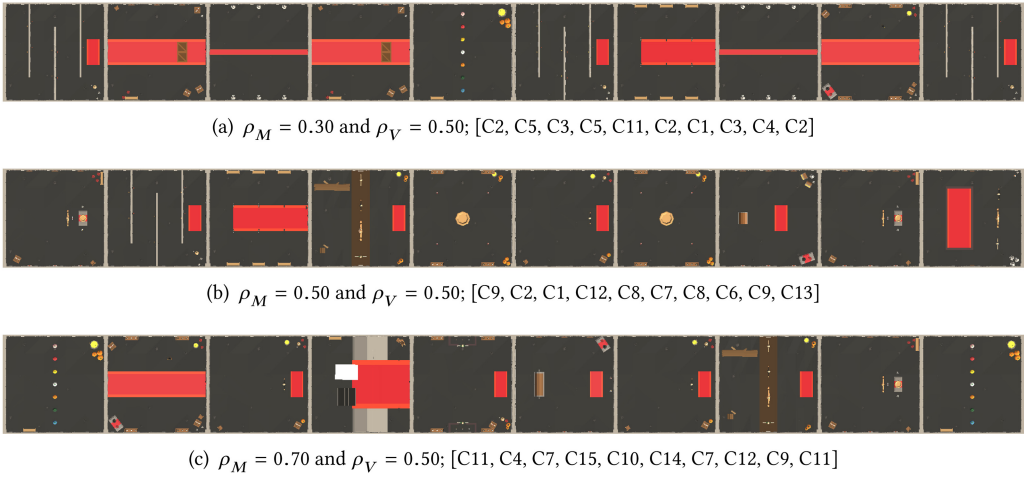 (a) ρ_M = 0.30 and ρ_V = 0.50; [C2, C5, C3, C5, C11, C2, C1, C3, C4, C2]
(b) ρ_M = 0.50 and ρ_V = 0.50; [C9, C2, C1, C12, C8, C7, C8, C6, C9, C13]
(c) ρ_M = 0.70 and ρ_V = 0.50; [C11, C4, C7, C15, C10, C14, C7, C12, C9, C11]